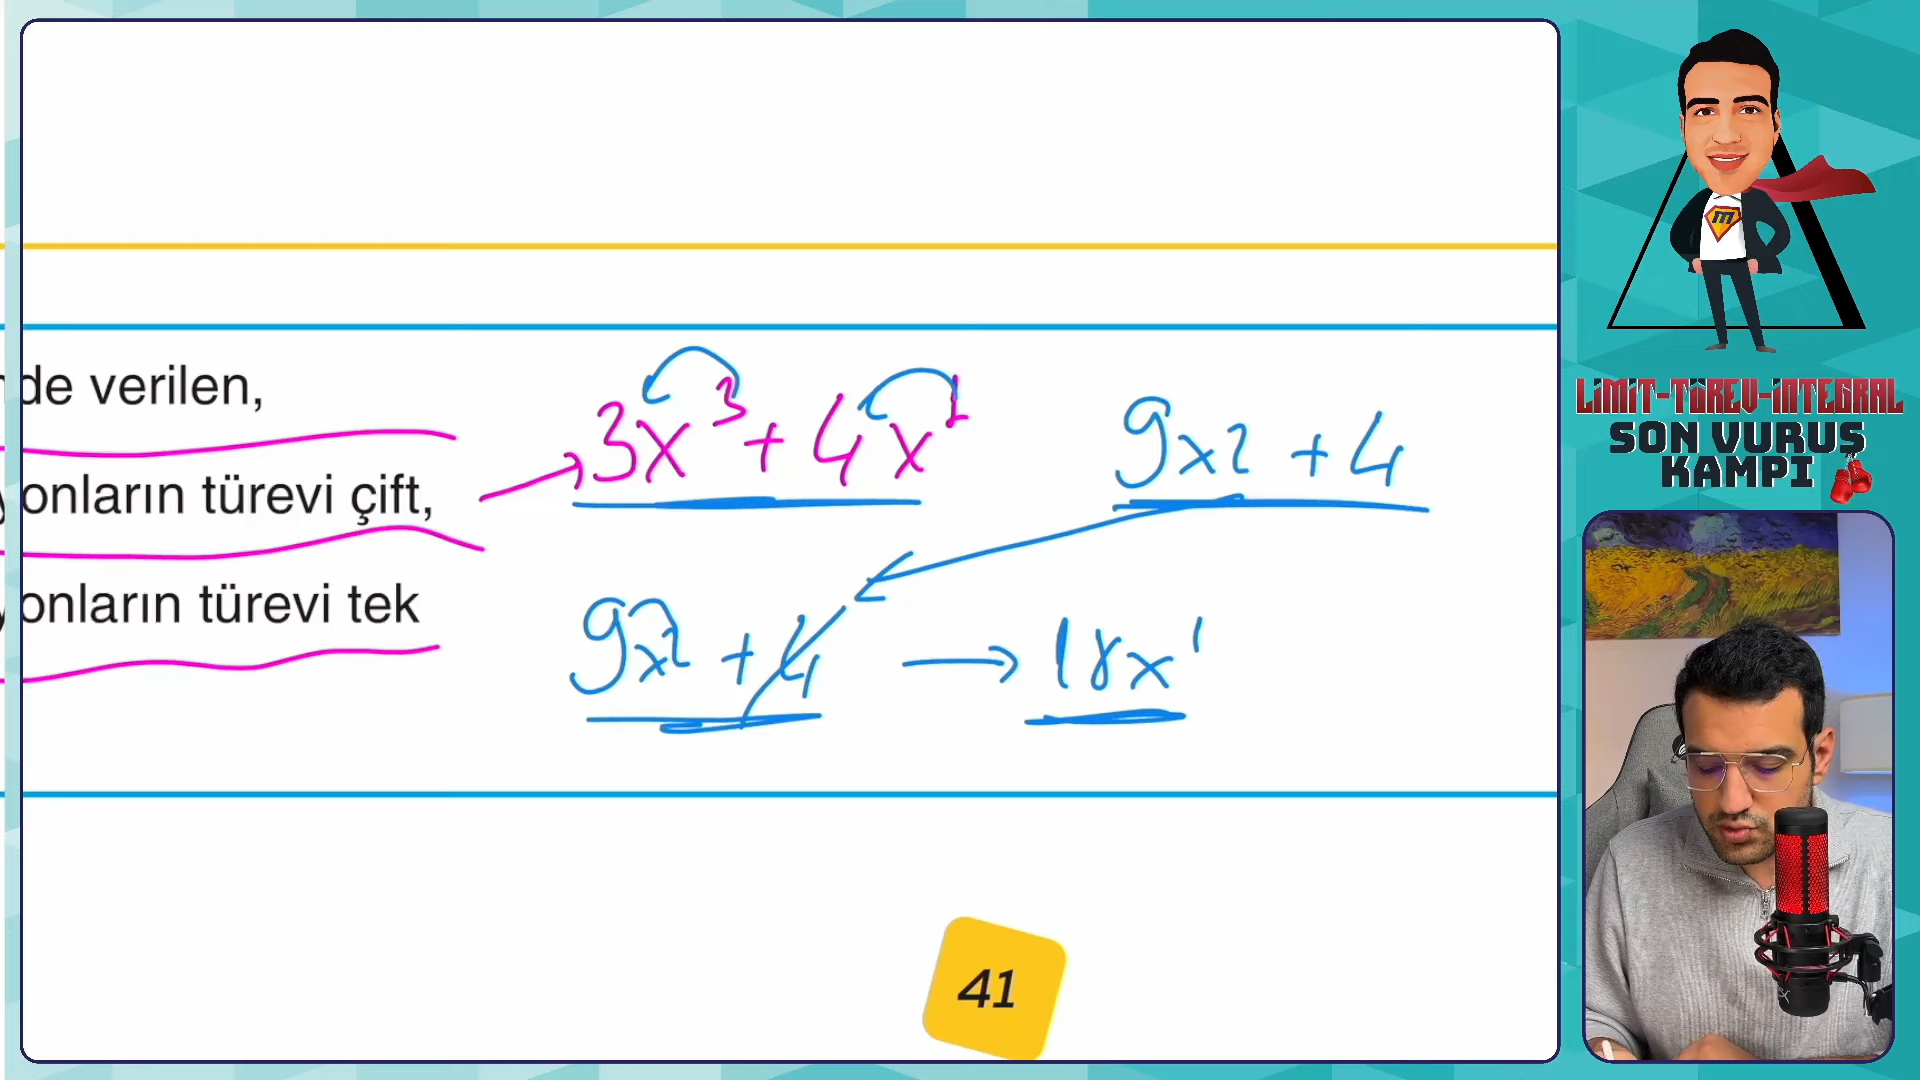 de verilen,
onların türevi çift,
onların türevi tek
3x³ + 4x¹
9x2 + 4
9x2 + 4 → 18x¹
41
m
LİMİT-TÜREV-İNTEGRAL
SON VURUŞ
KAMPI